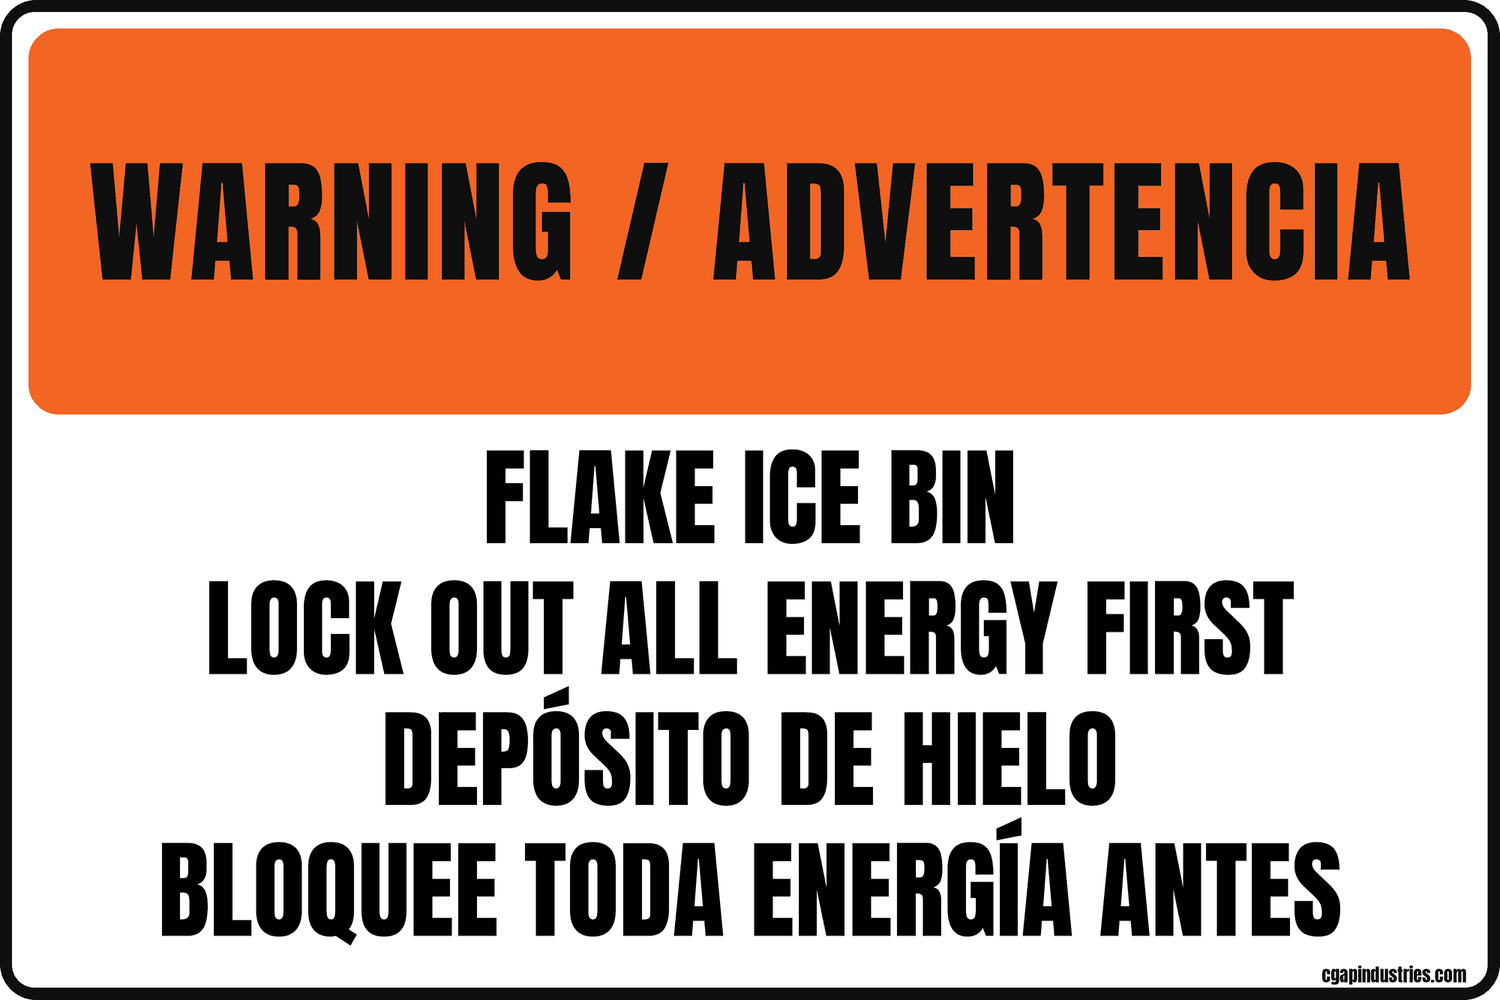 WARNING / ADVERTENCIA
FLAKE ICE BIN
LOCK OUT ALL ENERGY FIRST
DEPÓSITO DE HIELO
BLOQUEE TODA ENERGÍA ANTES
cgapindustries.com